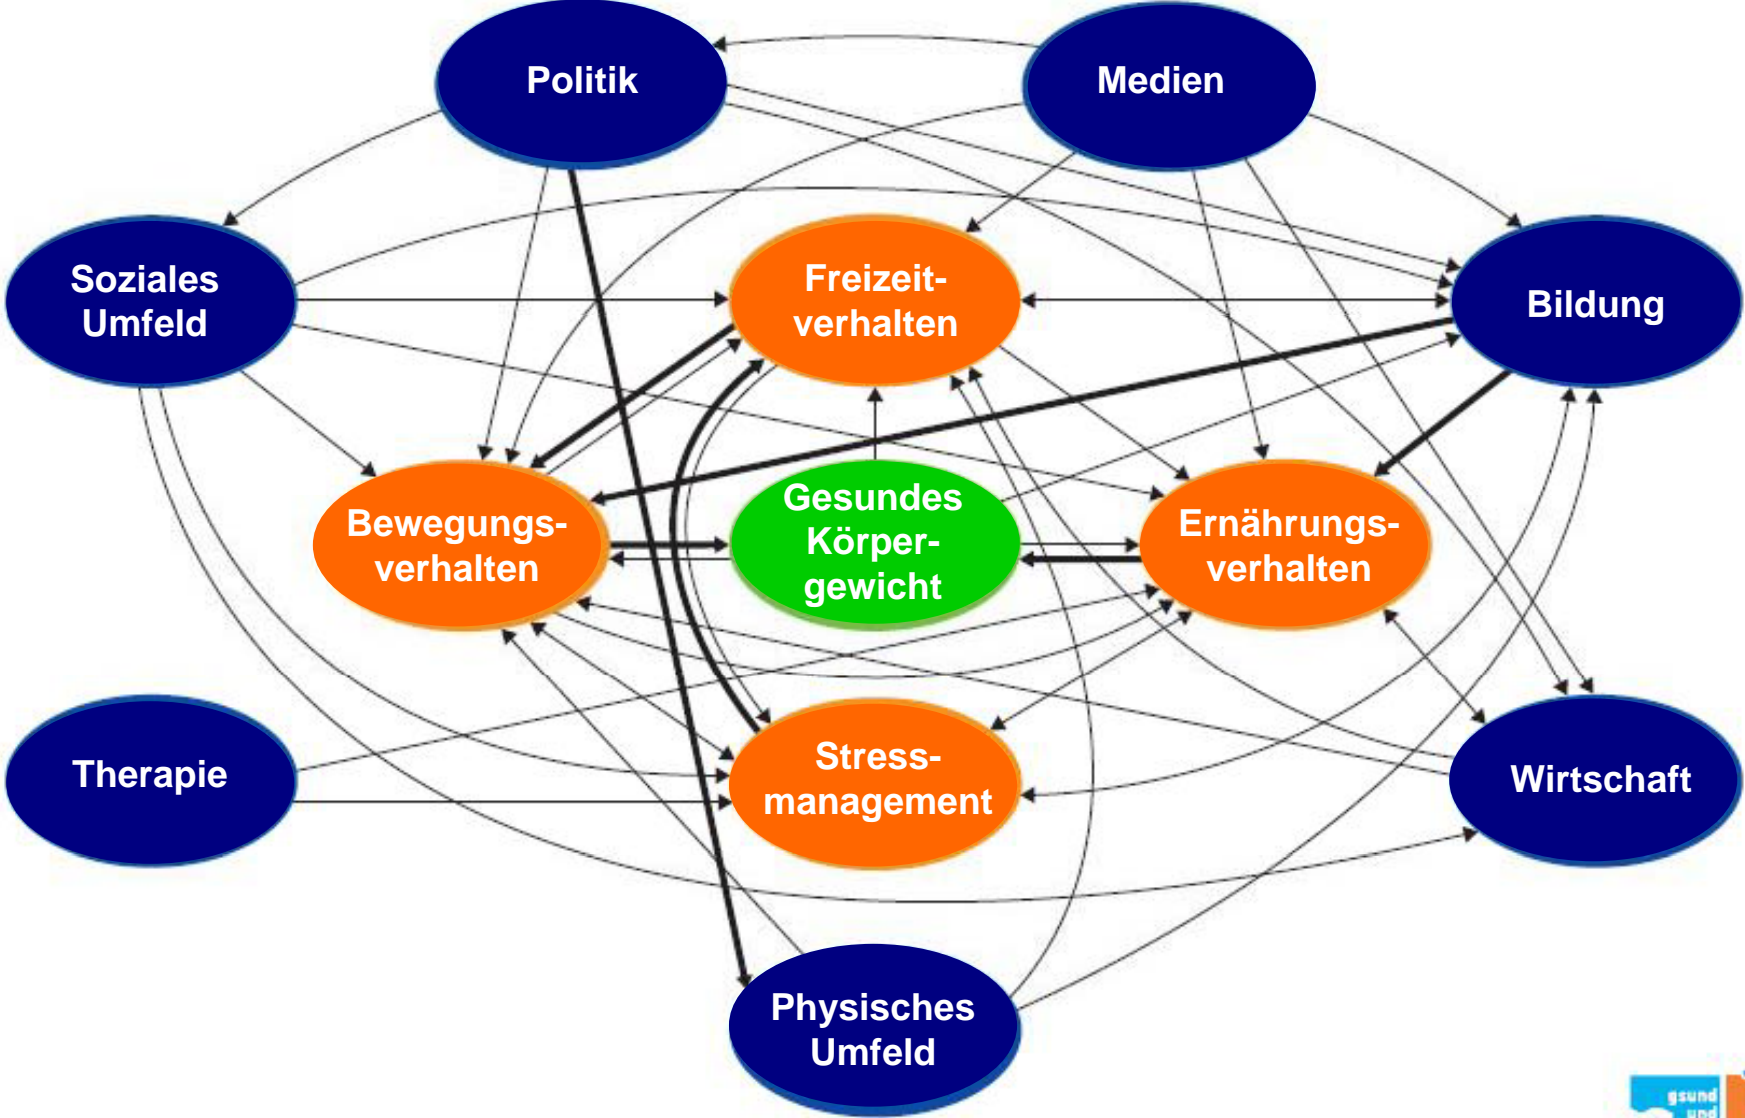 Politik
Medien
Soziales
Umfeld
Freizeit-
verhalten
Bildung
Bewegungs-
verhalten
Gesundes
Körper-
gewicht
Ernährungs-
verhalten
Therapie
Stress-
management
Wirtschaft
Physisches
Umfeld
gsund
und